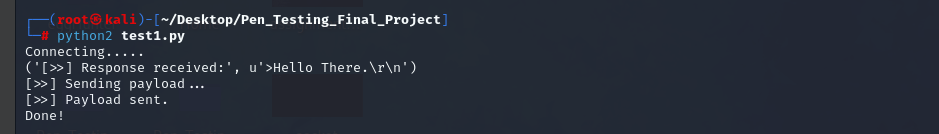 ┌──(root㉿kali)-[~/Desktop/Pen_Testing_Final_Project]
└─# python2 test1.py
Connecting.....
('[>>] Response received:', u'>Hello There.\r\n')
[>>] Sending payload...
[>>] Payload sent.
Done!